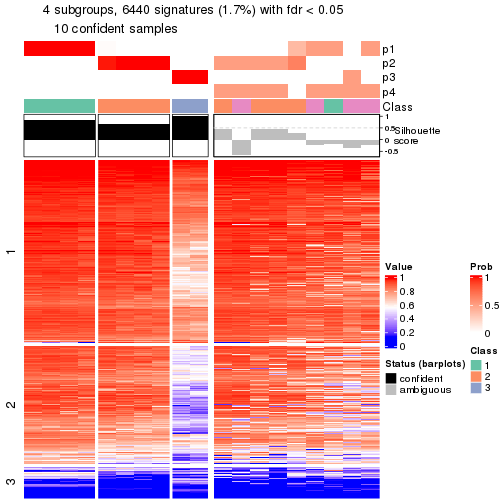 4 subgroups, 6440 signatures (1.7%) with fdr < 0.05
10 confident samples
p1
p2
p3
p4
Class
1
0.5
0
-0.5
Silhouette
score
1
2
3
Value
1
0.8
0.6
0.4
0.2
0
Prob
1
0.5
0
Status (barplots)
confident
ambiguous
Class
1
2
3